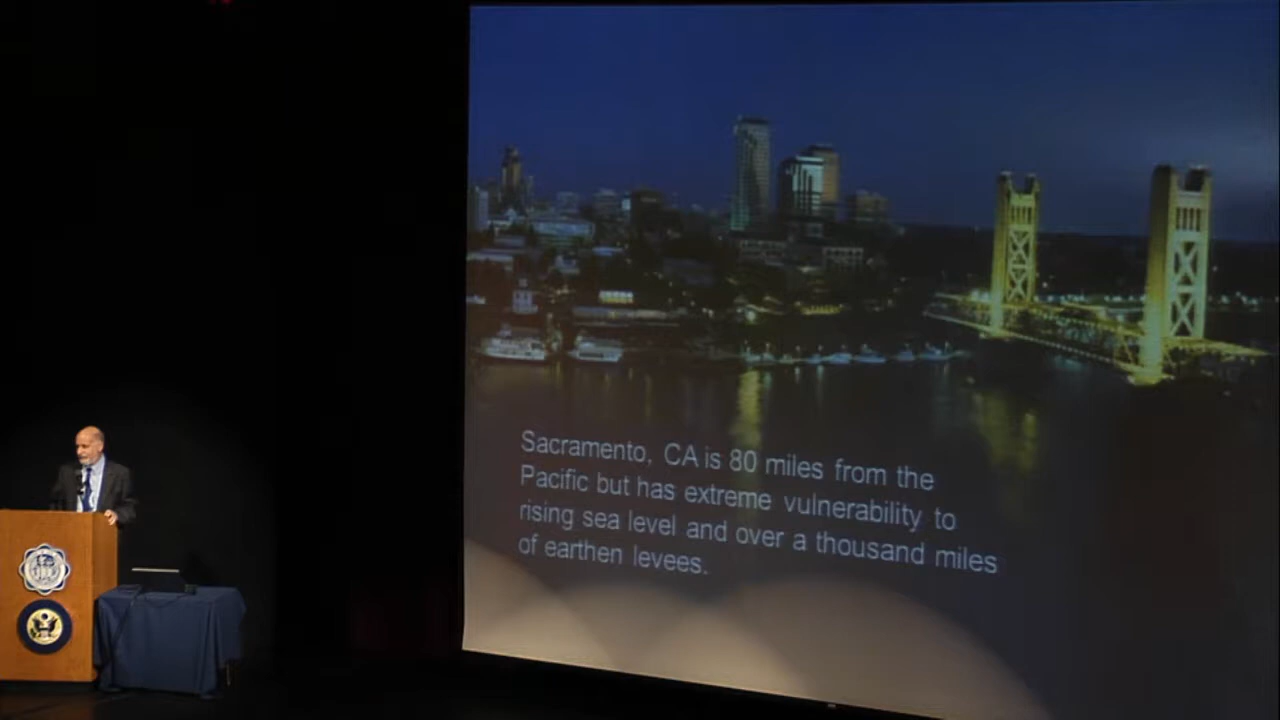 Sacramento, CA is 80 miles from the
Pacific but has extreme vulnerability to
rising sea level and over a thousand miles
of earthen levees.